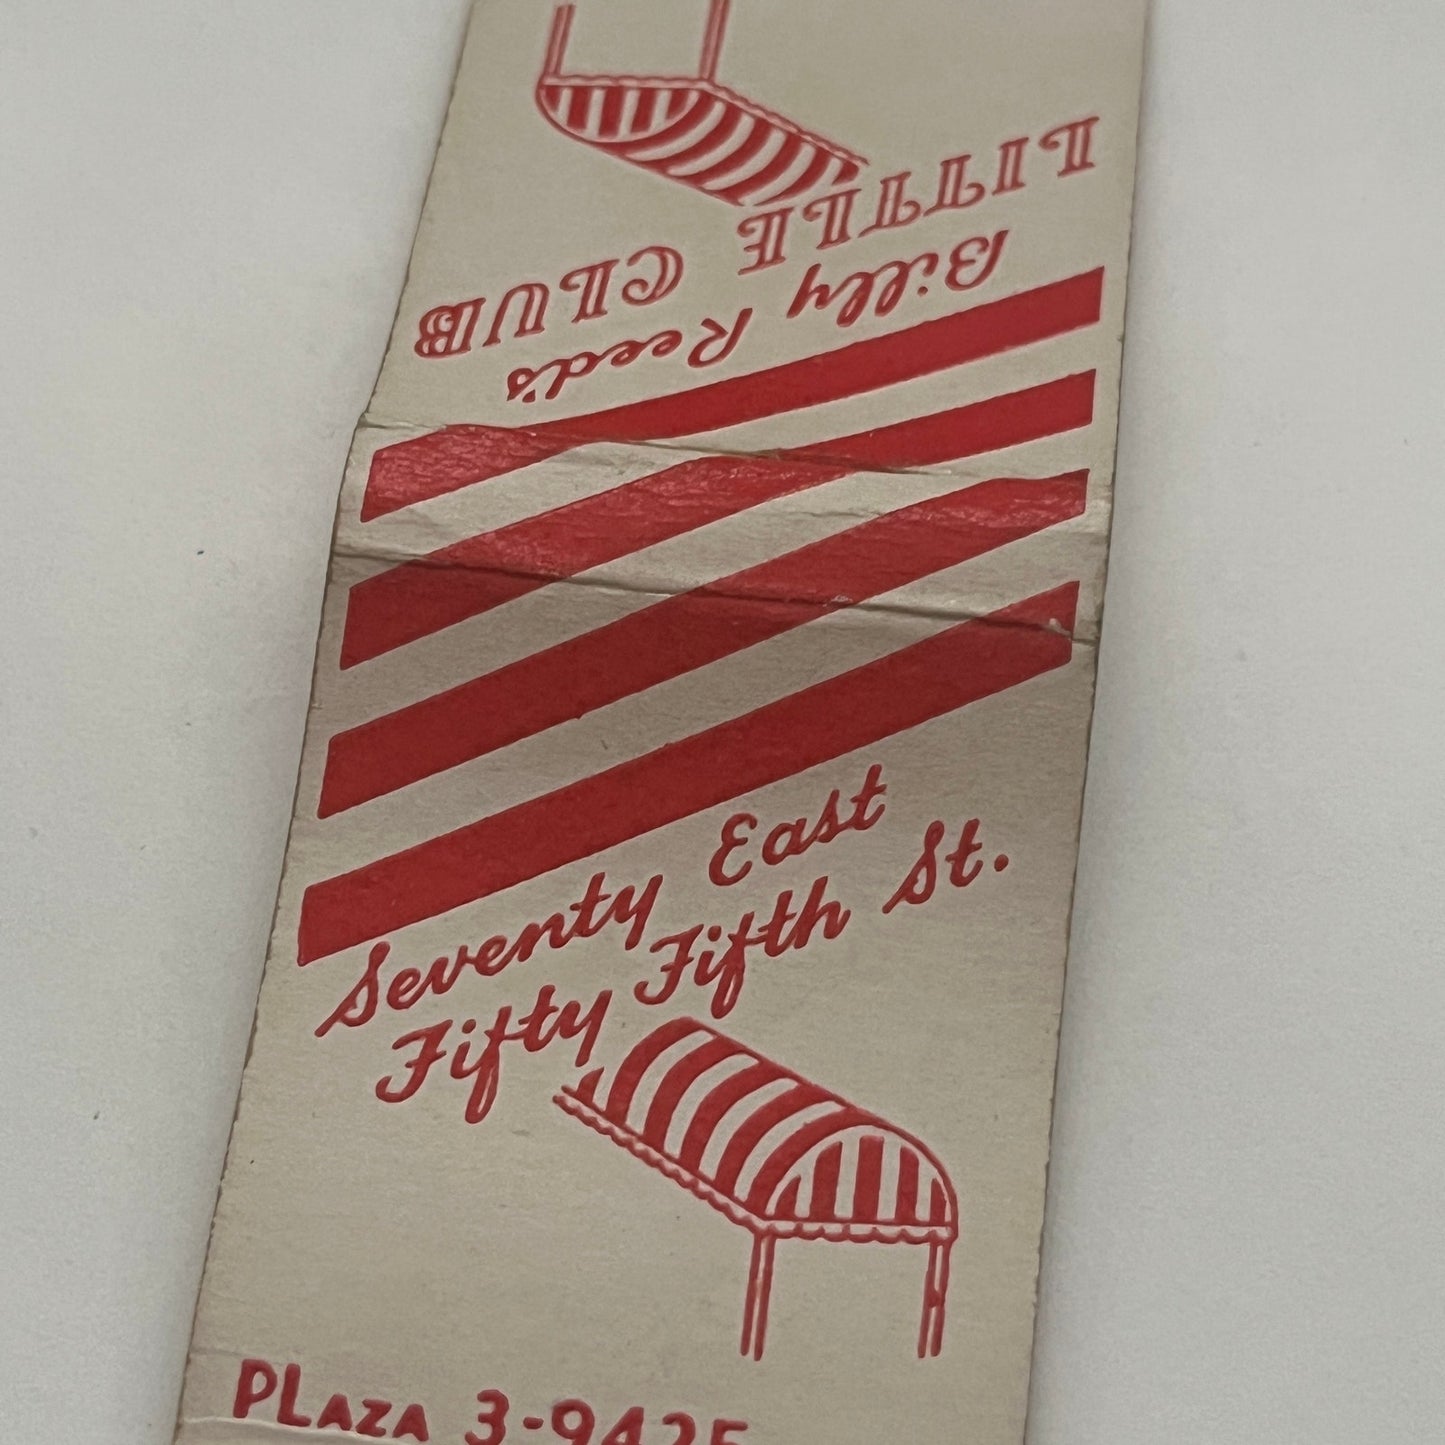 Billy Reed's
LITTLE CLUB
Seventy East
Fifty Fifth St.
PLAZA 3-9425